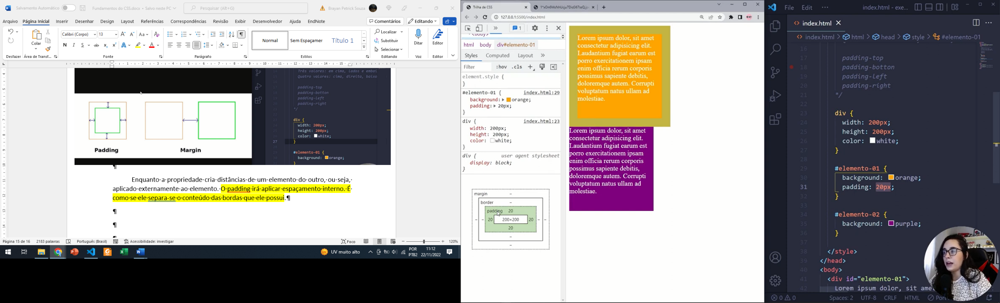 Salvamento Automático
Fundamentos do CSS.docx • Salvo neste PC
Pesquisar (Alt+G)
Brayan Petrick Souza
Arquivo Página Inicial Inserir Desenhar Design Layout Referências Correspondências Revisão Exibir Desenvolvedor Ajuda EndNote
Comentários
Editando
Colar
Calibri (Corpo) 13
Normal
Sem Espaçamer
Título 1
Localizar
Substituir
Selecionar
Ditar
Editor
Desfazer Área de Transf... Fonte Parágrafo Estilos Editando Voz Editor
Três valores: em cima, lados e embai
Quatro valores: cima, direita, baixo
padding-top
padding-botton
padding-left
padding-right
*/
div {
width: 200px;
height: 200px;
color: white;
27 }
#elemento-01 {
background: orange;
Padding
Margin
¶
Enquanto·a·propriedade·cria·distâncias·de·um·elemento·do·outro,·ou·seja,·
aplicado·externamente·ao·elemento.·O·padding·irá·aplicar·espaçamento·interno.·É·
como·se·ele·separa-se·o·conteúdo·das·bordas·que·ele·possui.¶
¶
¶
Página 15 de 16 2183 palavras Português (Brasil) Acessibilidade: investigar
Foco
120%
UV muito alto
POR
PTB2
11:12
22/11/2022
Trilha de CSS
127.0.0.1:5500/index.html
1
<body>
html body div#elemento-01
Styles Computed Layout
Filter :hov .cls
element.style {
}
#elemento-01 { index.html:29
background: orange;
padding: 20px;
}
div { index.html:23
width: 200px;
height: 200px;
color: white;
}
div { user agent stylesheet
display: block;
}
margin –
border –
padding 20
– – 20 200×200 20 – –
20
–
–
Lorem ipsum dolor, sit amet
consectetur adipisicing elit.
Laudantium fugiat earum est
porro exercitationem ipsam
enim officia rerum corporis
possimus sapiente debitis,
doloremque autem. Corrupti
voluptatum natus ullam ad
molestiae.
Lorem ipsum dolor, sit amet
consectetur adipisicing elit.
Laudantium fugiat earum est
porro exercitationem ipsam
enim officia rerum corporis
possimus sapiente debitis,
doloremque autem. Corrupti
voluptatum natus ullam ad
molestiae.
File Edit ··· index.html - exe...
index.html
index.html > html > head > style > #elemento-01
16
17 padding-top
18 padding-botton
19 padding-left
20 padding-right
21 */
22
23 div {
24 width: 200px;
25 height: 200px;
26 color: white;
27 }
28
29 #elemento-01 {
30 background: orange;
31 padding: 20px;
32 }
33
34 #elemento-02 {
35 background: purple;
36 }
37
38 </style>
39 </head>
40 <body>
41 <div id="elemento-01">
42 Lorem ipsum dolor, sit
0 0 Spaces: 2 UTF-8 CRLF HTML